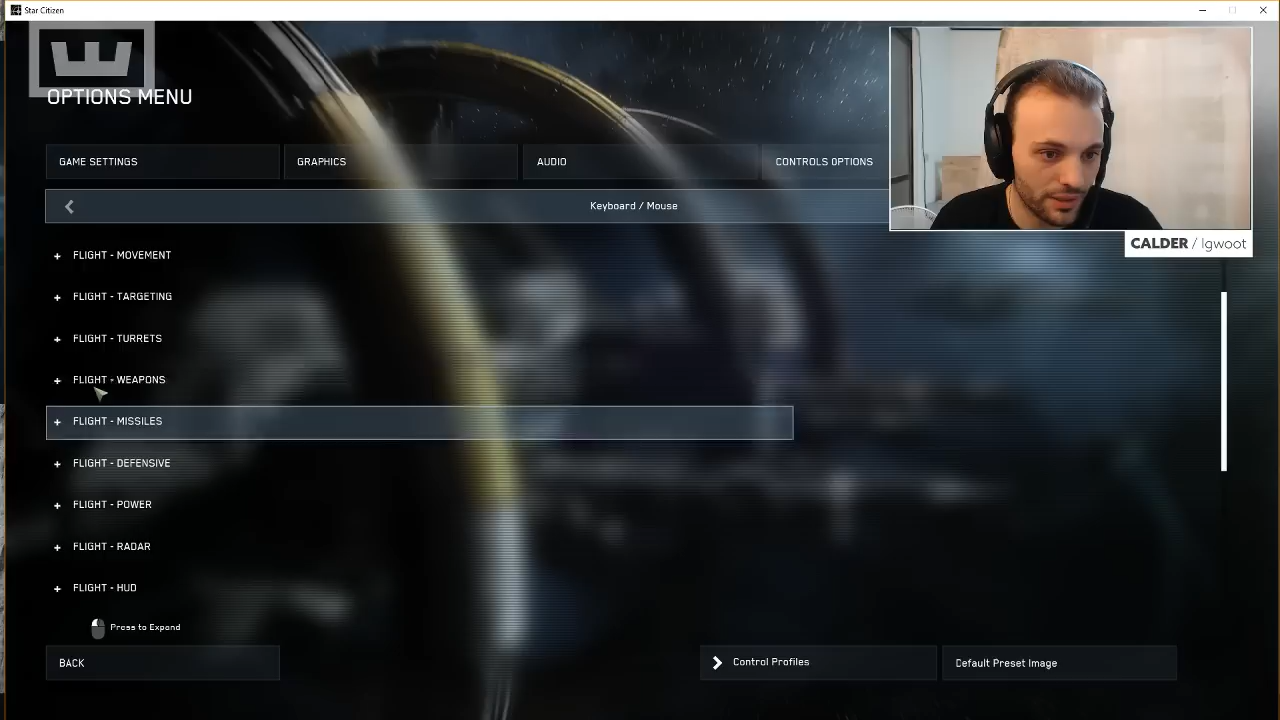 Star Citizen
W
OPTIONS MENU
GAME SETTINGS
GRAPHICS
AUDIO
CONTROLS OPTIONS
Keyboard / Mouse
CALDER / Igwoot
+ FLIGHT - MOVEMENT
+ FLIGHT - TARGETING
+ FLIGHT - TURRETS
+ FLIGHT - WEAPONS
+ FLIGHT - MISSILES
+ FLIGHT - DEFENSIVE
+ FLIGHT - POWER
+ FLIGHT - RADAR
+ FLIGHT - HUD
Press to Expand
BACK
Control Profiles
Default Preset Image